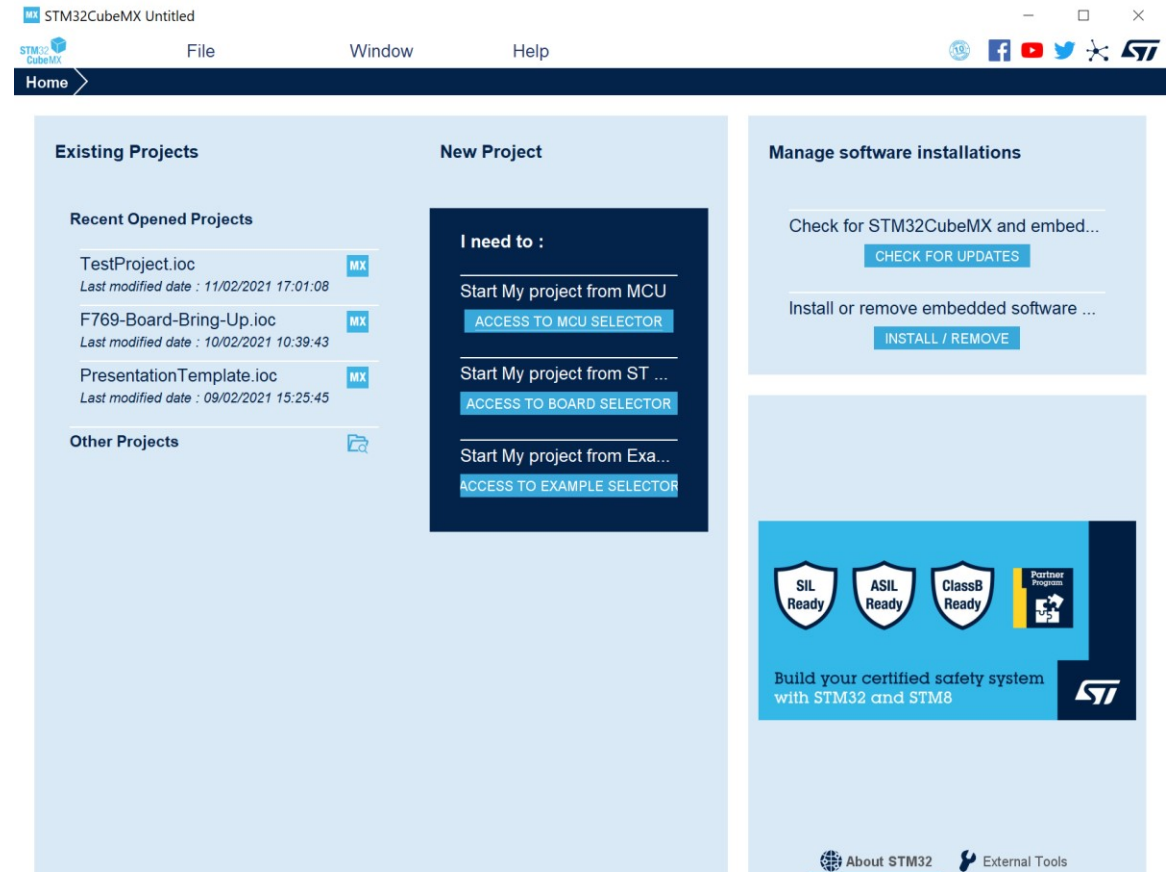 MX STM32CubeMX Untitled
STM32
CubeMX
File
Window
Help
Home
Existing Projects
Recent Opened Projects
TestProject.ioc
MX
Last modified date : 11/02/2021 17:01:08
F769-Board-Bring-Up.ioc
MX
Last modified date : 10/02/2021 10:39:43
PresentationTemplate.ioc
MX
Last modified date : 09/02/2021 15:25:45
Other Projects
New Project
I need to :
Start My project from MCU
ACCESS TO MCU SELECTOR
Start My project from ST ...
ACCESS TO BOARD SELECTOR
Start My project from Exa...
ACCESS TO EXAMPLE SELECTOR
Manage software installations
Check for STM32CubeMX and embed...
CHECK FOR UPDATES
Install or remove embedded software ...
INSTALL / REMOVE
SIL
Ready
ASIL
Ready
ClassB
Ready
Partner
Program
Build your certified safety system
with STM32 and STM8
ST
About STM32
External Tools